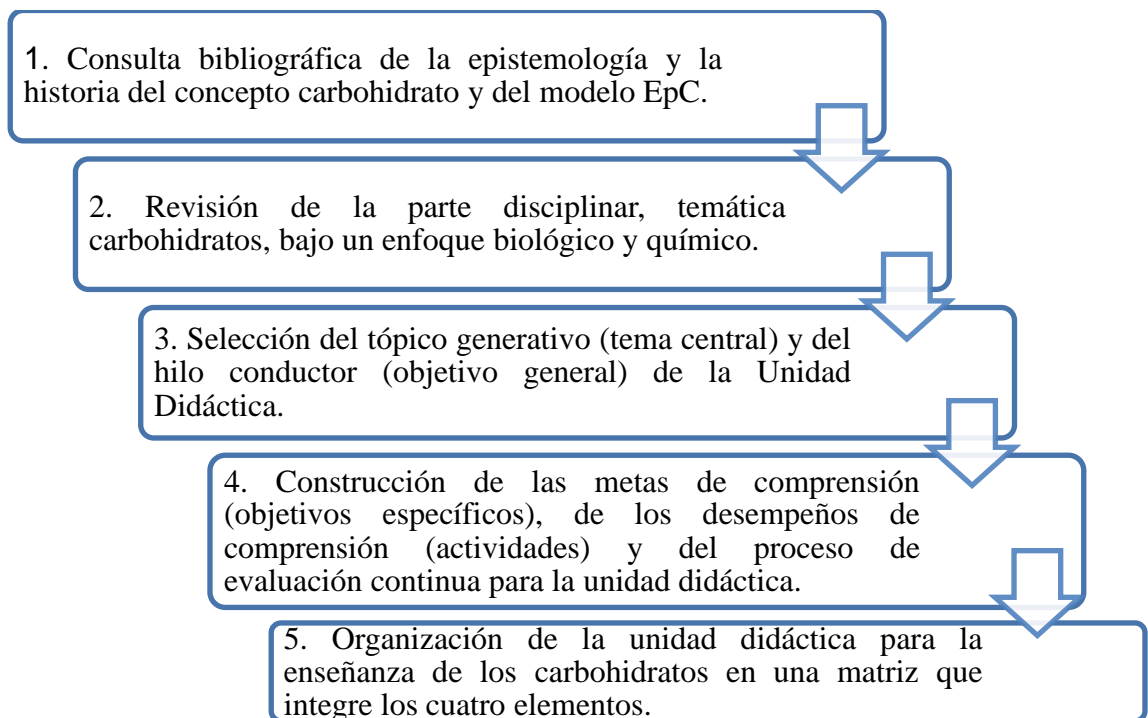 1. Consulta bibliográfica de la epistemología y la
historia del concepto carbohidrato y del modelo EpC.
2. Revisión de la parte disciplinar, temática
carbohidratos, bajo un enfoque biológico y químico.
3. Selección del tópico generativo (tema central) y del
hilo conductor (objetivo general) de la Unidad
Didáctica.
4. Construcción de las metas de comprensión
(objetivos específicos), de los desempeños de
comprensión (actividades) y del proceso de
evaluación continua para la unidad didáctica.
5. Organización de la unidad didáctica para la
enseñanza de los carbohidratos en una matriz que
integre los cuatro elementos.